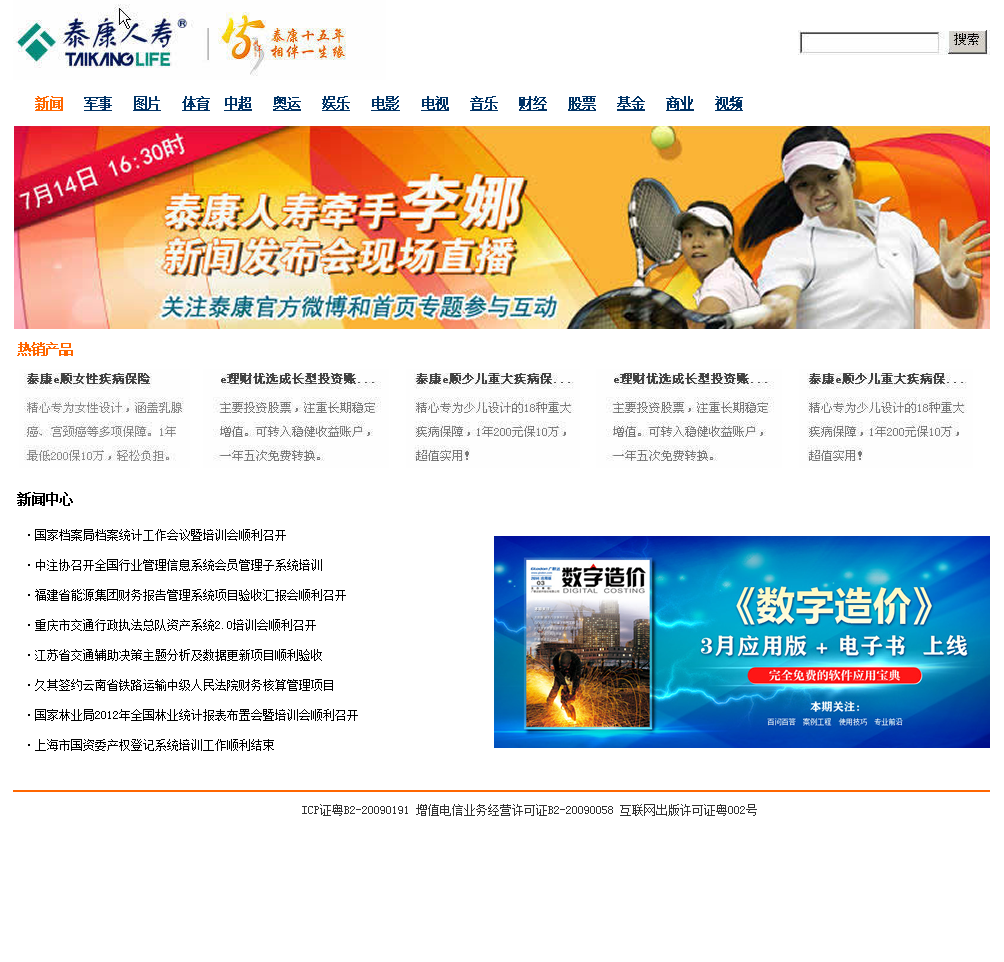 泰康人寿®
TAIKANG LIFE
泰康十五年
相伴一生缘
搜索
新闻 军事 图片 体育 中超 奥运 娱乐 电影 电视 音乐 财经 股票 基金 商业 视频
7月14日 16:30时
泰康人寿牵手李娜
新闻发布会现场直播
关注泰康官方微博和首页专题参与互动
热销产品
泰康e顺女性疾病保险
精心专为女性设计，涵盖乳腺
癌、宫颈癌等多项保障。1年
最低200保10万，轻松负担。
e理财优选成长型投资账...
主要投资股票，注重长期稳定
增值。可转入稳健收益账户，
一年五次免费转换。
泰康e顺少儿重大疾病保...
精心专为少儿设计的18种重大
疾病保障，1年200元保10万，
超值实用！
e理财优选成长型投资账...
主要投资股票，注重长期稳定
增值。可转入稳健收益账户，
一年五次免费转换。
泰康e顺少儿重大疾病保...
精心专为少儿设计的18种重大
疾病保障，1年200元保10万，
超值实用！
新闻中心
·国家档案局档案统计工作会议暨培训会顺利召开
·中注协召开全国行业管理信息系统会员管理子系统培训
·福建省能源集团财务报告管理系统项目验收汇报会顺利召开
·重庆市交通行政执法总队资产系统2.0培训会顺利召开
·江苏省交通辅助决策主题分析及数据更新项目顺利验收
·久其签约云南省铁路运输中级人民法院财务核算管理项目
·国家林业局2012年全国林业统计报表布置会暨培训会顺利召开
·上海市国资委产权登记系统培训工作顺利结束
03
数字造价
DIGITAL COSTING
《数字造价》
3月应用版 + 电子书 上线
完全免费的软件应用宝典
本期关注：
百问百答 案例工程 使用技巧 专业前沿
ICP证粤B2-20090191 增值电信业务经营许可证B2-20090058 互联网出版许可证粤002号